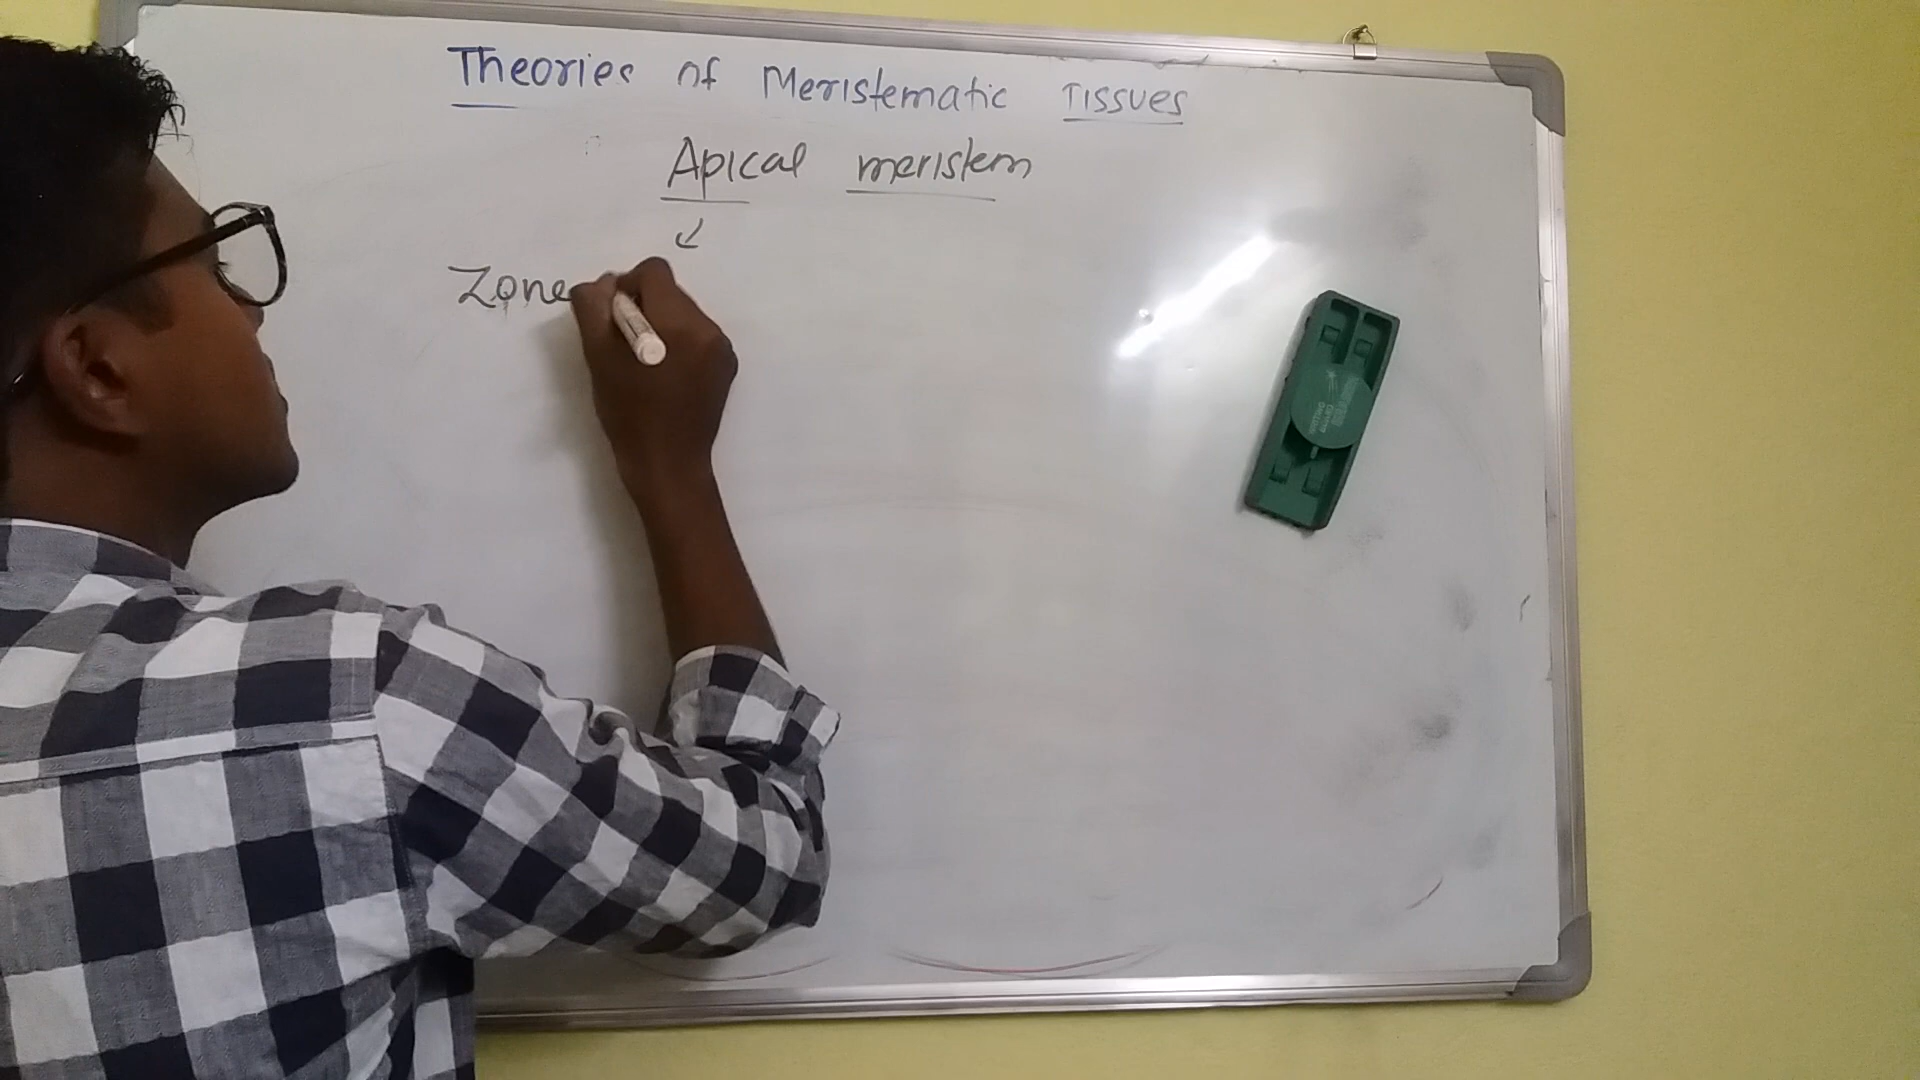 Theories of Meristematic Tissues
Apical meristem
Zone